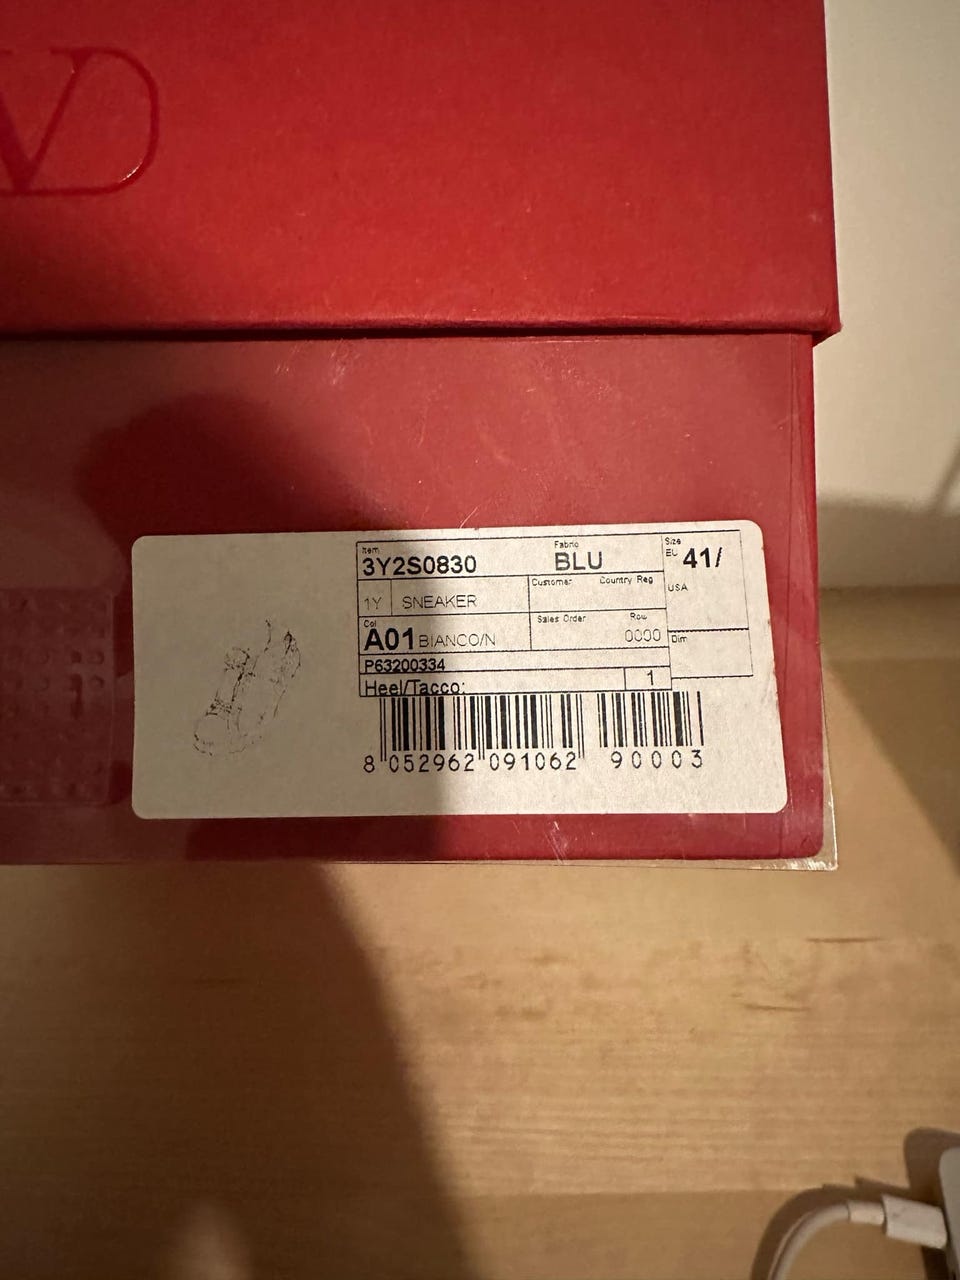 V
Item
3Y2S0830
Fabric
BLU
Size
EU 41/
1Y SNEAKER
Customer Country Reg
USA
Col
A01 BIANCO/N
Sales Order Row
0000
Dim
P63200334
Heel/Tacco: 1
8 052962 091062 90003